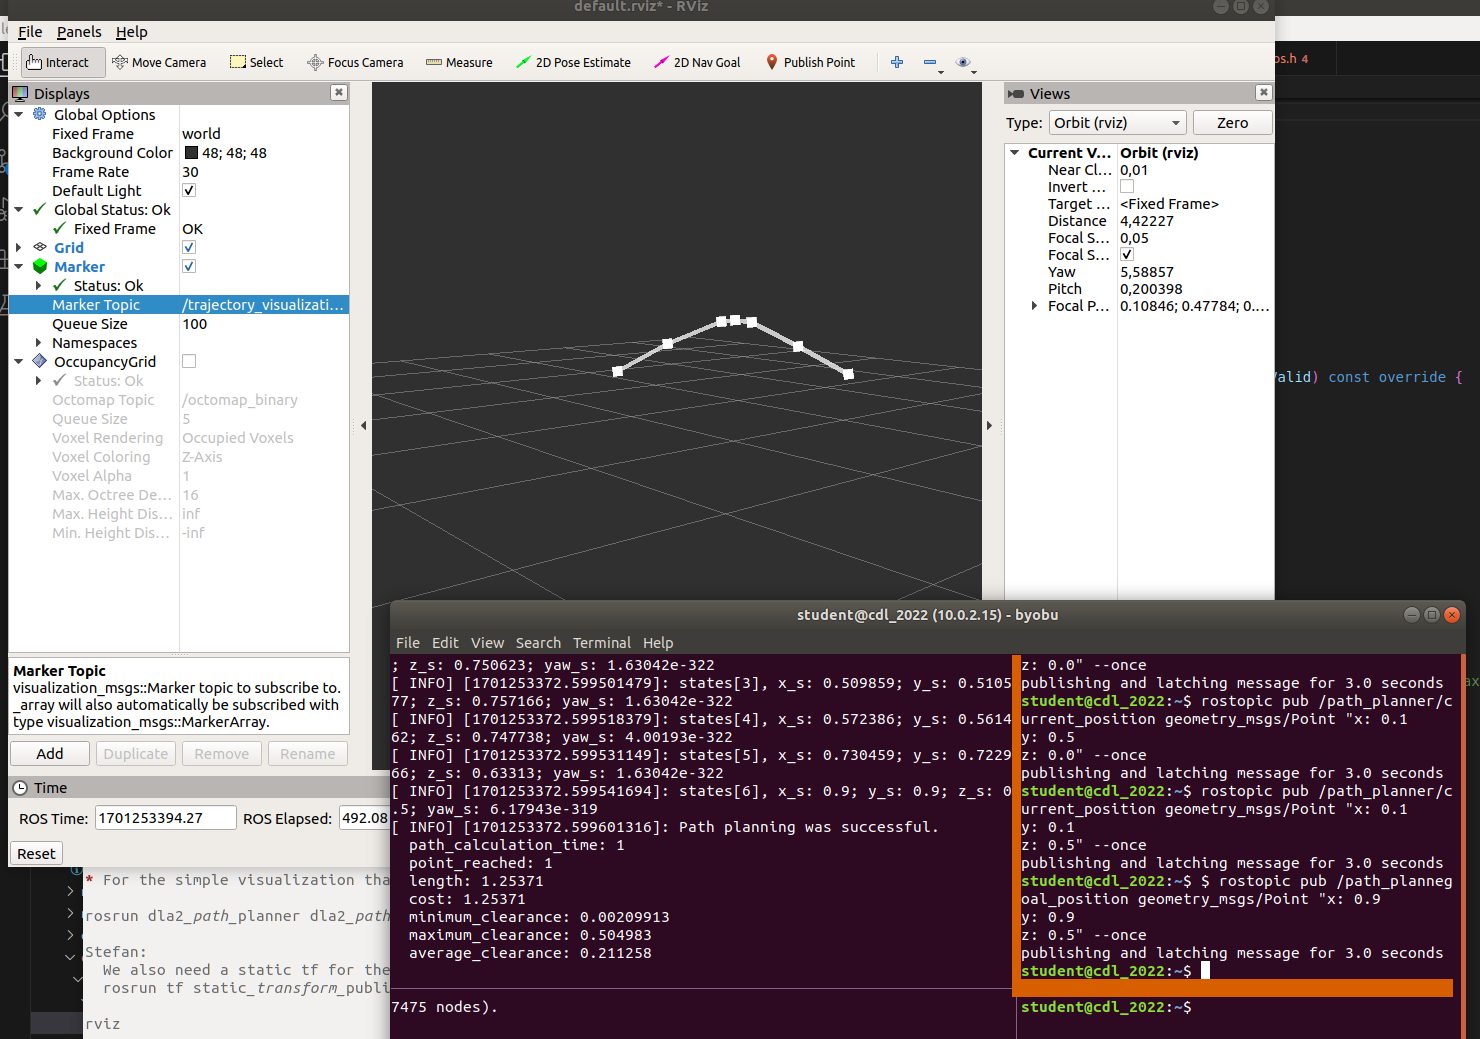 default.rviz* - RViz
File Panels Help
Interact Move Camera Select Focus Camera Measure 2D Pose Estimate 2D Nav Goal Publish Point
os.h 4
Displays
Global Options
Fixed Frame world
Background Color 48; 48; 48
Frame Rate 30
Default Light
Global Status: Ok
Fixed Frame OK
Grid
Marker
Status: Ok
Marker Topic /trajectory_visualizati...
Queue Size 100
Namespaces
OccupancyGrid
Status: Ok
Octomap Topic /octomap_binary
Queue Size 5
Voxel Rendering Occupied Voxels
Voxel Coloring Z-Axis
Voxel Alpha 1
Max. Octree De... 16
Max. Height Dis... inf
Min. Height Dis... -inf
Marker Topic
visualization_msgs::Marker topic to subscribe to.
_array will also automatically be subscribed with
type visualization_msgs::MarkerArray.
Add Duplicate Remove Rename
Time
ROS Time: 1701253394.27 ROS Elapsed: 492.08
Reset
Views
Type: Orbit (rviz) Zero
Current V... Orbit (rviz)
Near Cl... 0,01
Invert ...
Target ... <Fixed Frame>
Distance 4,42227
Focal S... 0,05
Focal S...
Yaw 5,58857
Pitch 0,200398
Focal P... 0.10846; 0.47784; 0....
Valid) const override {
ax
* For the simple visualization tha
rosrun dla2_path_planner dla2_path
Stefan:
We also need a static tf for the
rosrun tf static_transform_publi
rviz
student@cdl_2022 (10.0.2.15) - byobu
File Edit View Search Terminal Help
; z_s: 0.750623; yaw_s: 1.63042e-322
[ INFO] [1701253372.599501479]: states[3], x_s: 0.509859; y_s: 0.5105
77; z_s: 0.757166; yaw_s: 1.63042e-322
[ INFO] [1701253372.599518379]: states[4], x_s: 0.572386; y_s: 0.5614
62; z_s: 0.747738; yaw_s: 4.00193e-322
[ INFO] [1701253372.599531149]: states[5], x_s: 0.730459; y_s: 0.7229
66; z_s: 0.63313; yaw_s: 1.63042e-322
[ INFO] [1701253372.599541694]: states[6], x_s: 0.9; y_s: 0.9; z_s: 0
.5; yaw_s: 6.17943e-319
[ INFO] [1701253372.599601316]: Path planning was successful.
path_calculation_time: 1
point_reached: 1
length: 1.25371
cost: 1.25371
minimum_clearance: 0.00209913
maximum_clearance: 0.504983
average_clearance: 0.211258
7475 nodes).
z: 0.0" --once
publishing and latching message for 3.0 seconds
student@cdl_2022:~$ rostopic pub /path_planner/c
urrent_position geometry_msgs/Point "x: 0.1
y: 0.5
z: 0.0" --once
publishing and latching message for 3.0 seconds
student@cdl_2022:~$ rostopic pub /path_planner/c
urrent_position geometry_msgs/Point "x: 0.1
y: 0.1
z: 0.5" --once
publishing and latching message for 3.0 seconds
student@cdl_2022:~$ $ rostopic pub /path_planneg
oal_position geometry_msgs/Point "x: 0.9
y: 0.9
z: 0.5" --once
publishing and latching message for 3.0 seconds
student@cdl_2022:~$
student@cdl_2022:~$